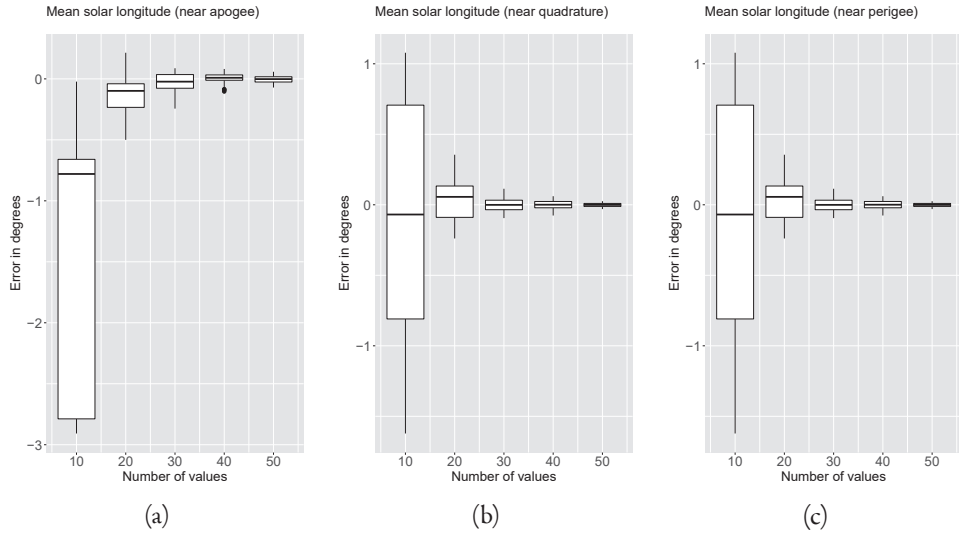 Mean solar longitude (near apogee)
Error in degrees
0
−1
−2
−3
10 20 30 40 50
Number of values
(a)
Mean solar longitude (near quadrature)
Error in degrees
1
0
−1
10 20 30 40 50
Number of values
(b)
Mean solar longitude (near perigee)
Error in degrees
1
0
−1
10 20 30 40 50
Number of values
(c)